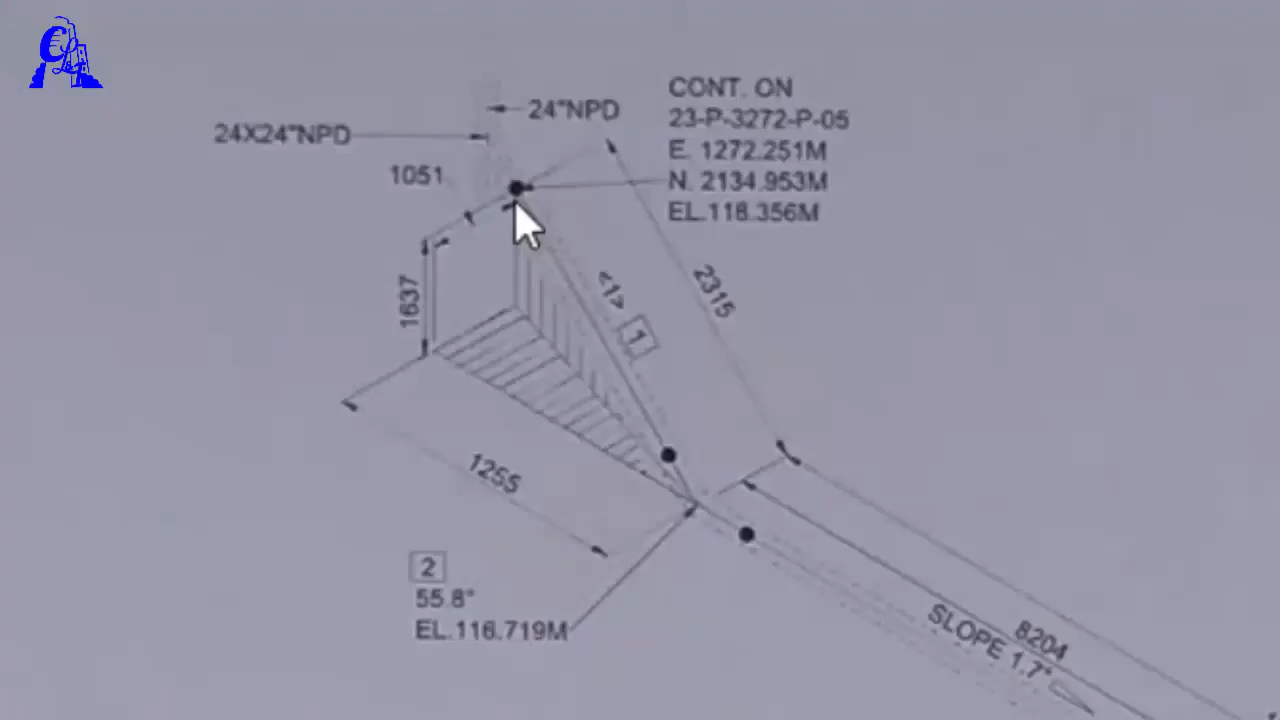 24"NPD
24X24"NPD
CONT. ON
23-P-3272-P-05
E. 1272.251M
N. 2134.953M
EL.118.356M
1051
1637
<1>
1
2315
1255
2
55.8°
EL.116.719M
8204
SLOPE 1.7°